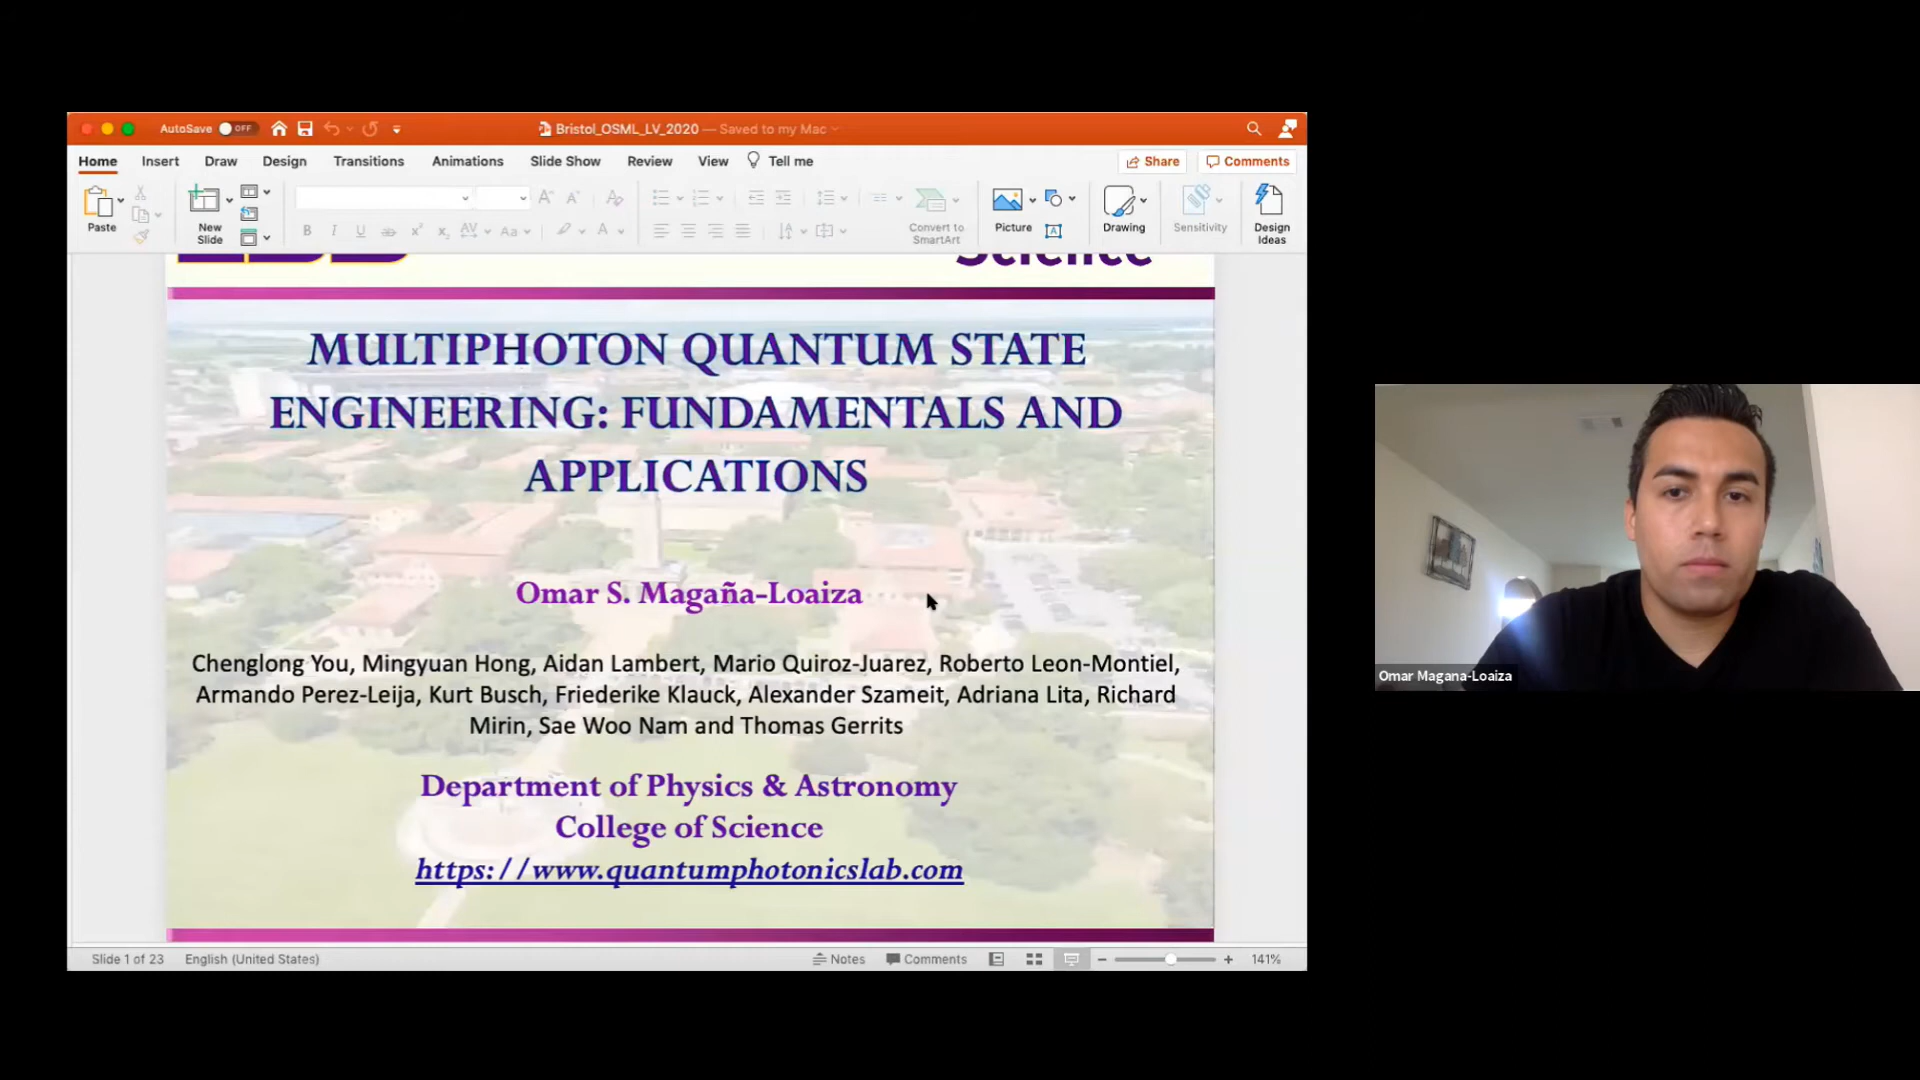 AutoSave OFF
Bristol_OSML_LV_2020 — Saved to my Mac
Home Insert Draw Design Transitions Animations Slide Show Review View Tell me
Share Comments
Paste
New Slide
Convert to SmartArt
Picture
Drawing
Sensitivity
Design Ideas
Science
MULTIPHOTON QUANTUM STATE
ENGINEERING: FUNDAMENTALS AND
APPLICATIONS
Omar S. Magaña-Loaiza
Chenglong You, Mingyuan Hong, Aidan Lambert, Mario Quiroz-Juarez, Roberto Leon-Montiel,
Armando Perez-Leija, Kurt Busch, Friederike Klauck, Alexander Szameit, Adriana Lita, Richard
Mirin, Sae Woo Nam and Thomas Gerrits
Department of Physics & Astronomy
College of Science
https://www.quantumphotonicslab.com
Slide 1 of 23 English (United States)
Notes Comments 141%
Omar Magana-Loaiza